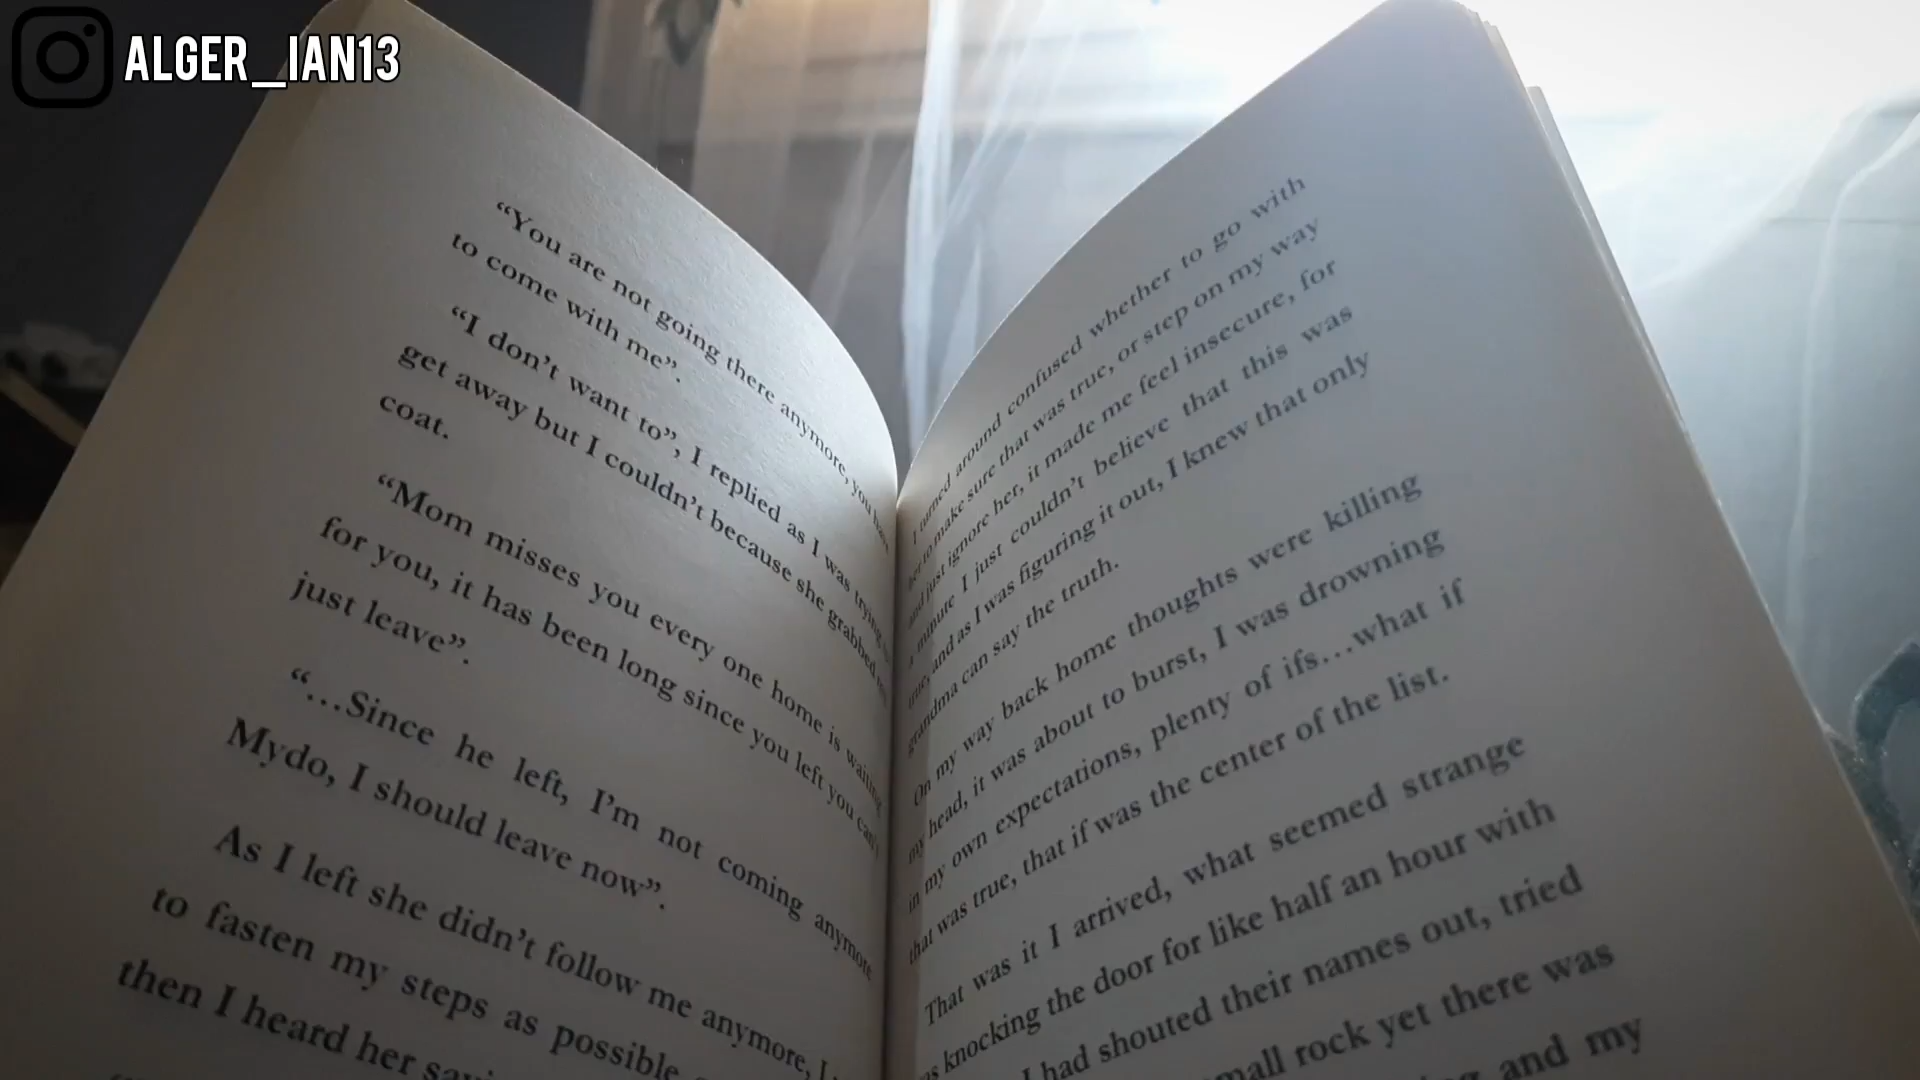 ALGER_IAN13
“You are not going there anymore, you have
to come with me”.
“I don’t want to”, I replied as I was trying to
get away but I couldn’t because she grabbed my
coat.
“Mom misses you every one home is waiting
for you, it has been long since you left you can’t
just leave”.
“…Since he left, I’m not coming anymore
Mydo, I should leave now”.
As I left she didn’t follow me anymore, I
to fasten my steps as possible
then I heard her
I turned around confused whether to go with
her to make sure that was true, or step on my way
and just ignore her, it made me feel insecure, for
a minute I just couldn’t believe that this was
true, and as I was figuring it out, I knew that only
grandma can say the truth.
On my way back home thoughts were killing
my head, it was about to burst, I was drowning
in my own expectations, plenty of ifs…what if
that was true, that if was the center of the list.
That was it I arrived, what seemed strange
knocking the door for like half an hour with
I had shouted their names out, tried
small rock yet there was
and my